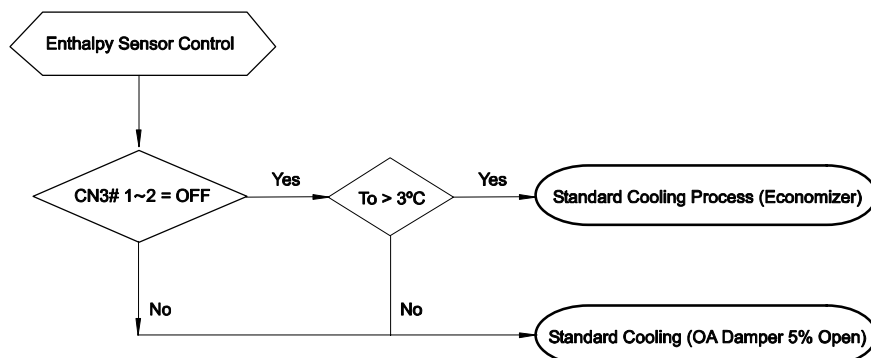 Enthalpy Sensor Control
CN3# 1~2 = OFF
Yes
To > 3ºC
Yes
Standard Cooling Process (Economizer)
No
No
Standard Cooling (OA Damper 5% Open)